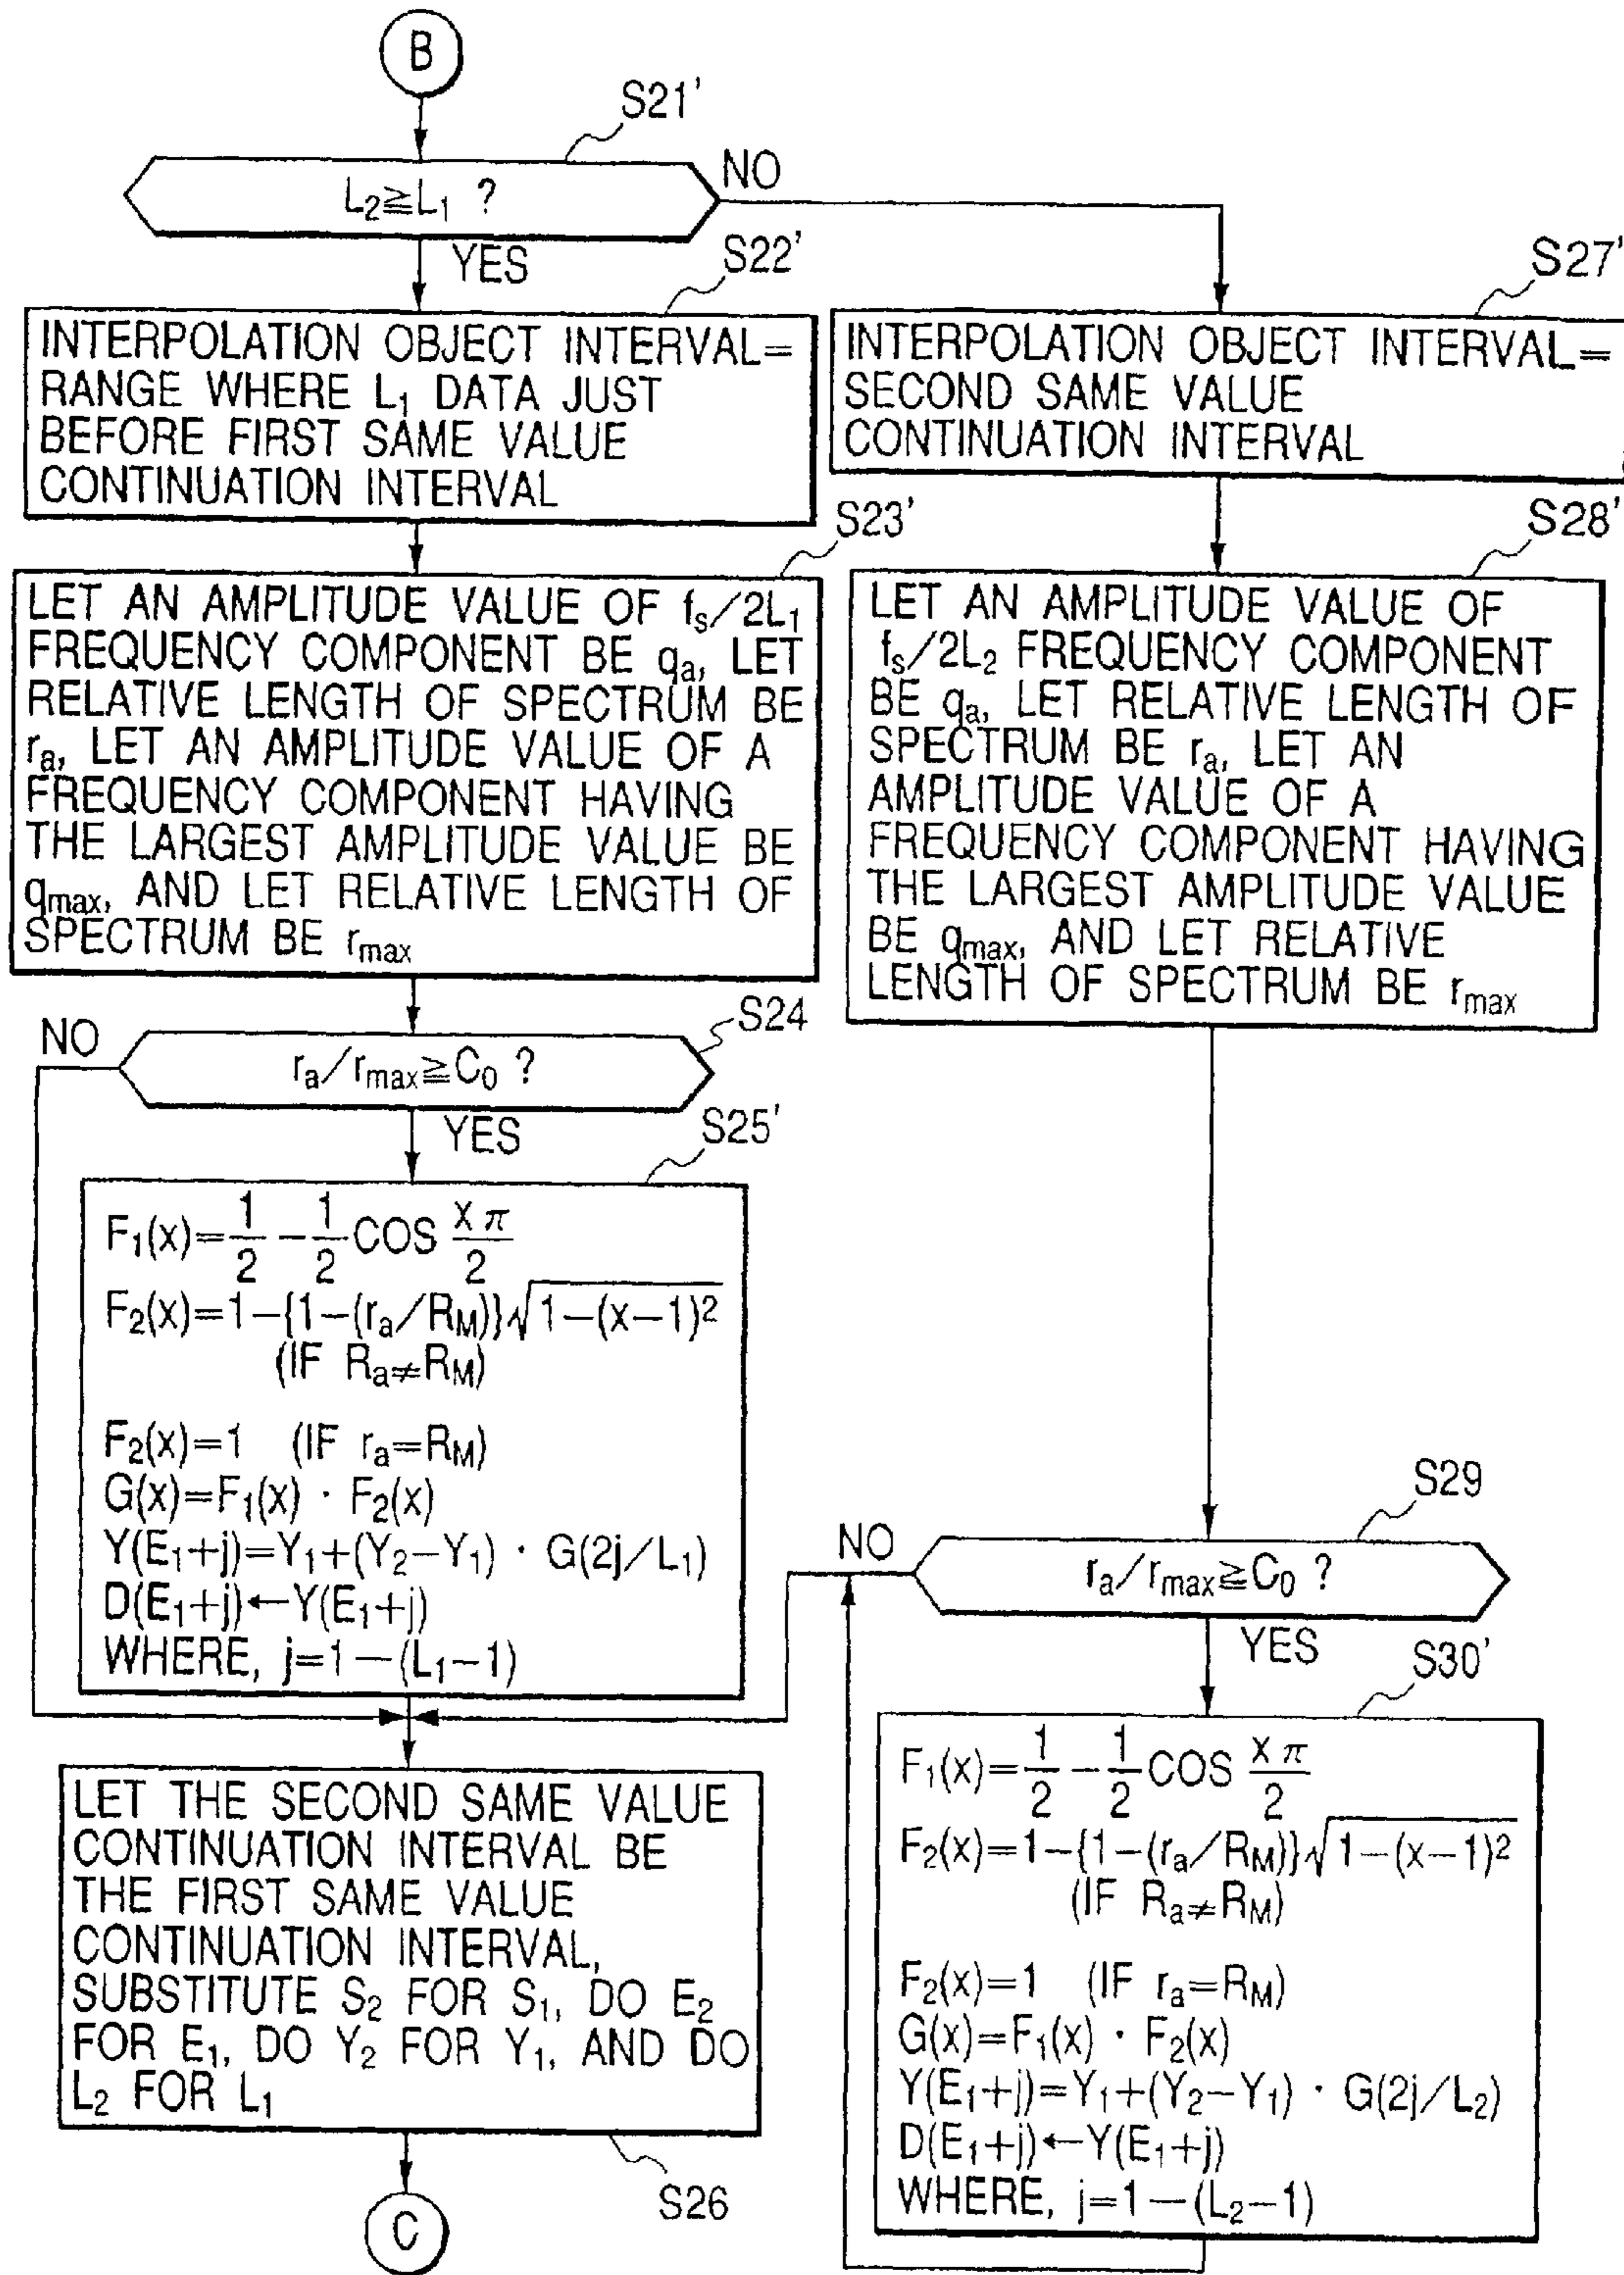 B
S21'
L₂≧L₁ ?
NO
YES
S22'
INTERPOLATION OBJECT INTERVAL=
RANGE WHERE L₁ DATA JUST
BEFORE FIRST SAME VALUE
CONTINUATION INTERVAL
S27'
INTERPOLATION OBJECT INTERVAL=
SECOND SAME VALUE
CONTINUATION INTERVAL
S23'
LET AN AMPLITUDE VALUE OF fₛ/2L₁
FREQUENCY COMPONENT BE qₐ, LET
RELATIVE LENGTH OF SPECTRUM BE
rₐ, LET AN AMPLITUDE VALUE OF A
FREQUENCY COMPONENT HAVING
THE LARGEST AMPLITUDE VALUE BE
qmax, AND LET RELATIVE LENGTH OF
SPECTRUM BE rmax
S28'
LET AN AMPLITUDE VALUE OF
fₛ/2L₂ FREQUENCY COMPONENT
BE qₐ, LET RELATIVE LENGTH OF
SPECTRUM BE rₐ, LET AN
AMPLITUDE VALUE OF A
FREQUENCY COMPONENT HAVING
THE LARGEST AMPLITUDE VALUE
BE qmax, AND LET RELATIVE
LENGTH OF SPECTRUM BE rmax
S24
NO
rₐ/rmax≧C₀ ?
YES
S25'
F₁(x)=1/2 −1/2 COS xπ/2
F₂(x)=1−{1−(rₐ/R_M)}√1−(x−1)²
(IF Rₐ≠R_M)
F₂(x)=1 (IF rₐ=R_M)
G(x)=F₁(x) · F₂(x)
Y(E₁+j)=Y₁+(Y₂−Y₁) · G(2j/L₁)
D(E₁+j)←Y(E₁+j)
WHERE, j=1−(L₁−1)
S29
NO
rₐ/rmax≧C₀ ?
YES
S30'
F₁(x)=1/2 −1/2 COS xπ/2
F₂(x)=1−{1−(rₐ/R_M)}√1−(x−1)²
(IF Rₐ≠R_M)
F₂(x)=1 (IF rₐ=R_M)
G(x)=F₁(x) · F₂(x)
Y(E₁+j)=Y₁+(Y₂−Y₁) · G(2j/L₂)
D(E₁+j)←Y(E₁+j)
WHERE, j=1−(L₂−1)
LET THE SECOND SAME VALUE
CONTINUATION INTERVAL BE
THE FIRST SAME VALUE
CONTINUATION INTERVAL,
SUBSTITUTE S₂ FOR S₁, DO E₂
FOR E₁, DO Y₂ FOR Y₁, AND DO
L₂ FOR L₁
S26
C